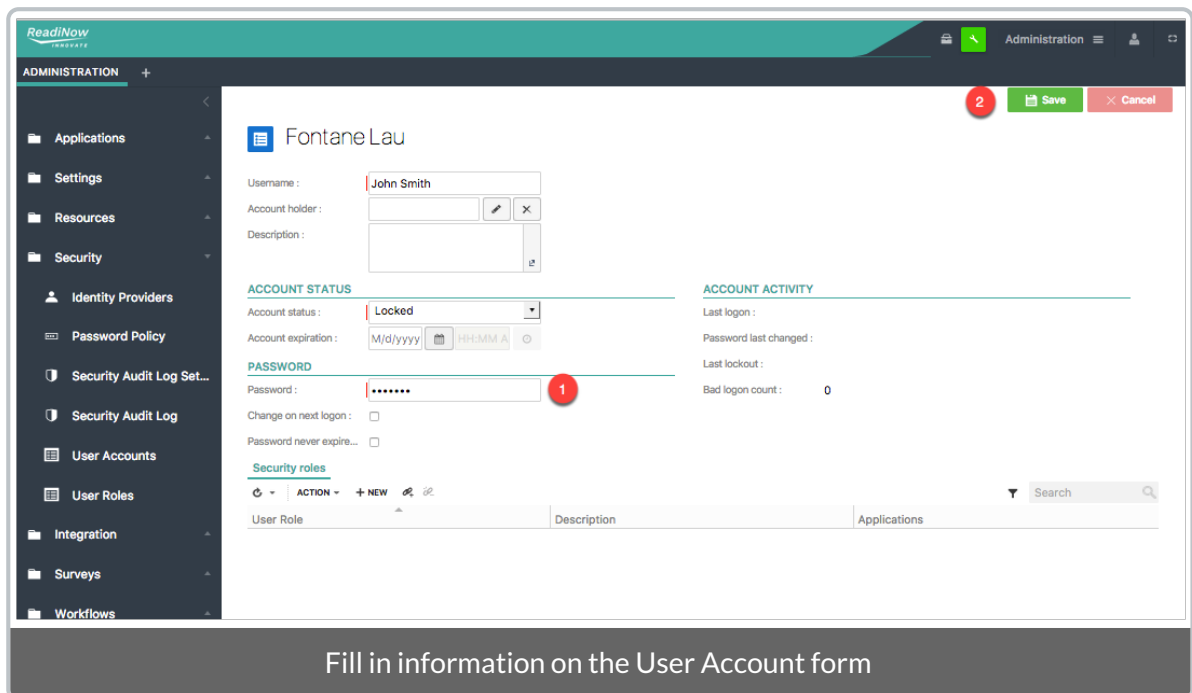 ReadiNow
INNOVATE
Administration
ADMINISTRATION +
2 Save Cancel
Applications
Settings
Resources
Security
Identity Providers
Password Policy
Security Audit Log Set...
Security Audit Log
User Accounts
User Roles
Integration
Surveys
Workflows
Fontane Lau
Username : John Smith
Account holder :
Description :
ACCOUNT STATUS
Account status : Locked
Account expiration : M/d/yyyy HH:MM A
PASSWORD
Password : ••••••• 1
Change on next logon :
Password never expire...
ACCOUNT ACTIVITY
Last logon :
Password last changed :
Last lockout :
Bad logon count : 0
Security roles
ACTION + NEW Search
User Role Description Applications
Fill in information on the User Account form